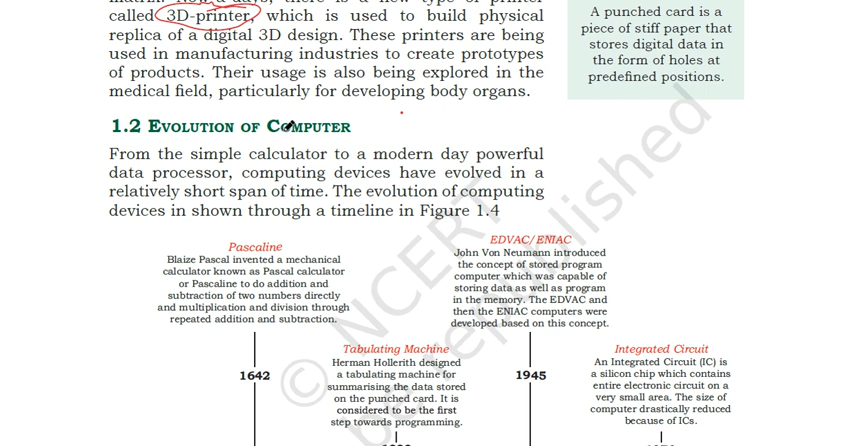 called 3D-printer, which is used to build physical
replica of a digital 3D design. These printers are being
used in manufacturing industries to create prototypes
of products. Their usage is also being explored in the
medical field, particularly for developing body organs.
A punched card is a
piece of stiff paper that
stores digital data in
the form of holes at
predefined positions.
1.2 EVOLUTION OF COMPUTER
From the simple calculator to a modern day powerful
data processor, computing devices have evolved in a
relatively short span of time. The evolution of computing
devices in shown through a timeline in Figure 1.4
Pascaline
Blaize Pascal invented a mechanical
calculator known as Pascal calculator
or Pascaline to do addition and
subtraction of two numbers directly
and multiplication and division through
repeated addition and subtraction.
1642
Tabulating Machine
Herman Hollerith designed
a tabulating machine for
summarising the data stored
on the punched card. It is
considered to be the first
step towards programming.
EDVAC/ENIAC
John Von Neumann introduced
the concept of stored program
computer which was capable of
storing data as well as program
in the memory. The EDVAC and
then the ENIAC computers were
developed based on this concept.
1945
Integrated Circuit
An Integrated Circuit (IC) is
a silicon chip which contains
entire electronic circuit on a
very small area. The size of
computer drastically reduced
because of ICs.
© NCERT
be republished